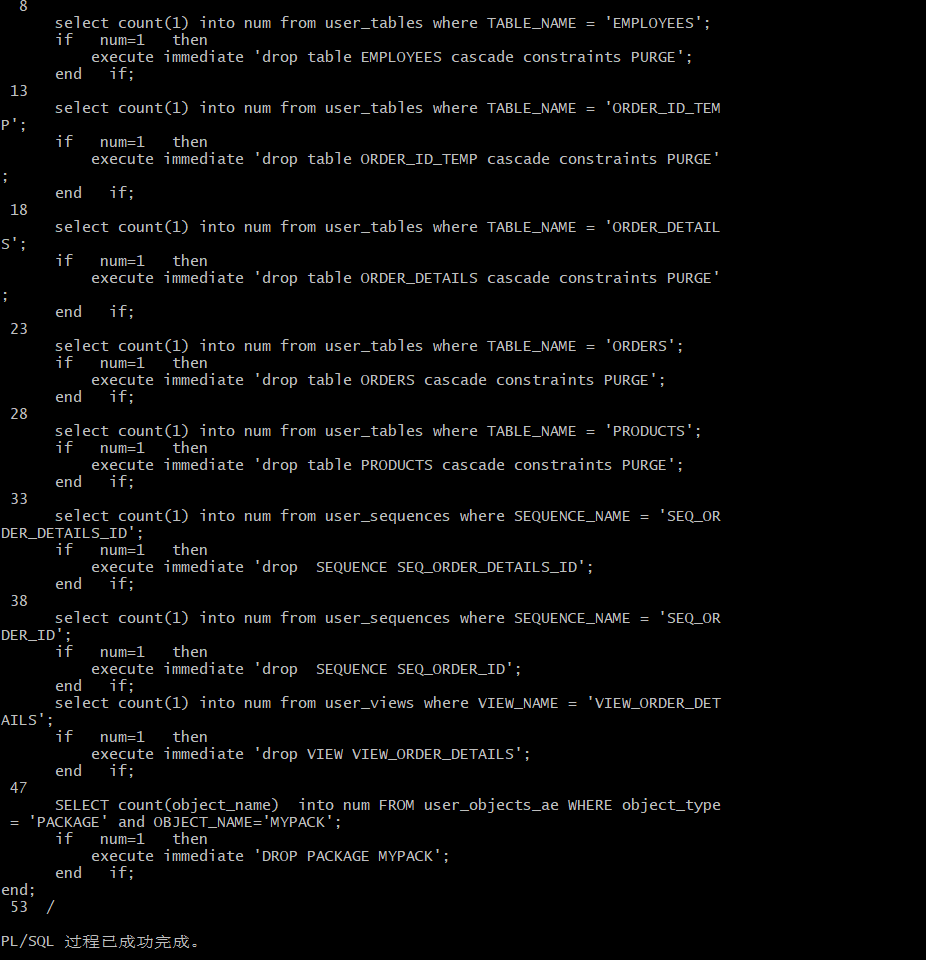 8
      select count(1) into num from user_tables where TABLE_NAME = 'EMPLOYEES';
      if   num=1   then
          execute immediate 'drop table EMPLOYEES cascade constraints PURGE';
      end   if;
 13
      select count(1) into num from user_tables where TABLE_NAME = 'ORDER_ID_TEM
P';
      if   num=1   then
          execute immediate 'drop table ORDER_ID_TEMP cascade constraints PURGE'
;
      end   if;
 18
      select count(1) into num from user_tables where TABLE_NAME = 'ORDER_DETAIL
S';
      if   num=1   then
          execute immediate 'drop table ORDER_DETAILS cascade constraints PURGE'
;
      end   if;
 23
      select count(1) into num from user_tables where TABLE_NAME = 'ORDERS';
      if   num=1   then
          execute immediate 'drop table ORDERS cascade constraints PURGE';
      end   if;
 28
      select count(1) into num from user_tables where TABLE_NAME = 'PRODUCTS';
      if   num=1   then
          execute immediate 'drop table PRODUCTS cascade constraints PURGE';
      end   if;
 33
      select count(1) into num from user_sequences where SEQUENCE_NAME = 'SEQ_OR
DER_DETAILS_ID';
      if   num=1   then
          execute immediate 'drop  SEQUENCE SEQ_ORDER_DETAILS_ID';
      end   if;
 38
      select count(1) into num from user_sequences where SEQUENCE_NAME = 'SEQ_OR
DER_ID';
      if   num=1   then
          execute immediate 'drop  SEQUENCE SEQ_ORDER_ID';
      end   if;
      select count(1) into num from user_views where VIEW_NAME = 'VIEW_ORDER_DET
AILS';
      if   num=1   then
          execute immediate 'drop VIEW VIEW_ORDER_DETAILS';
      end   if;
 47
      SELECT count(object_name)  into num FROM user_objects_ae WHERE object_type
 = 'PACKAGE' and OBJECT_NAME='MYPACK';
      if   num=1   then
          execute immediate 'DROP PACKAGE MYPACK';
      end   if;
end;
 53  /
PL/SQL 过程已成功完成。